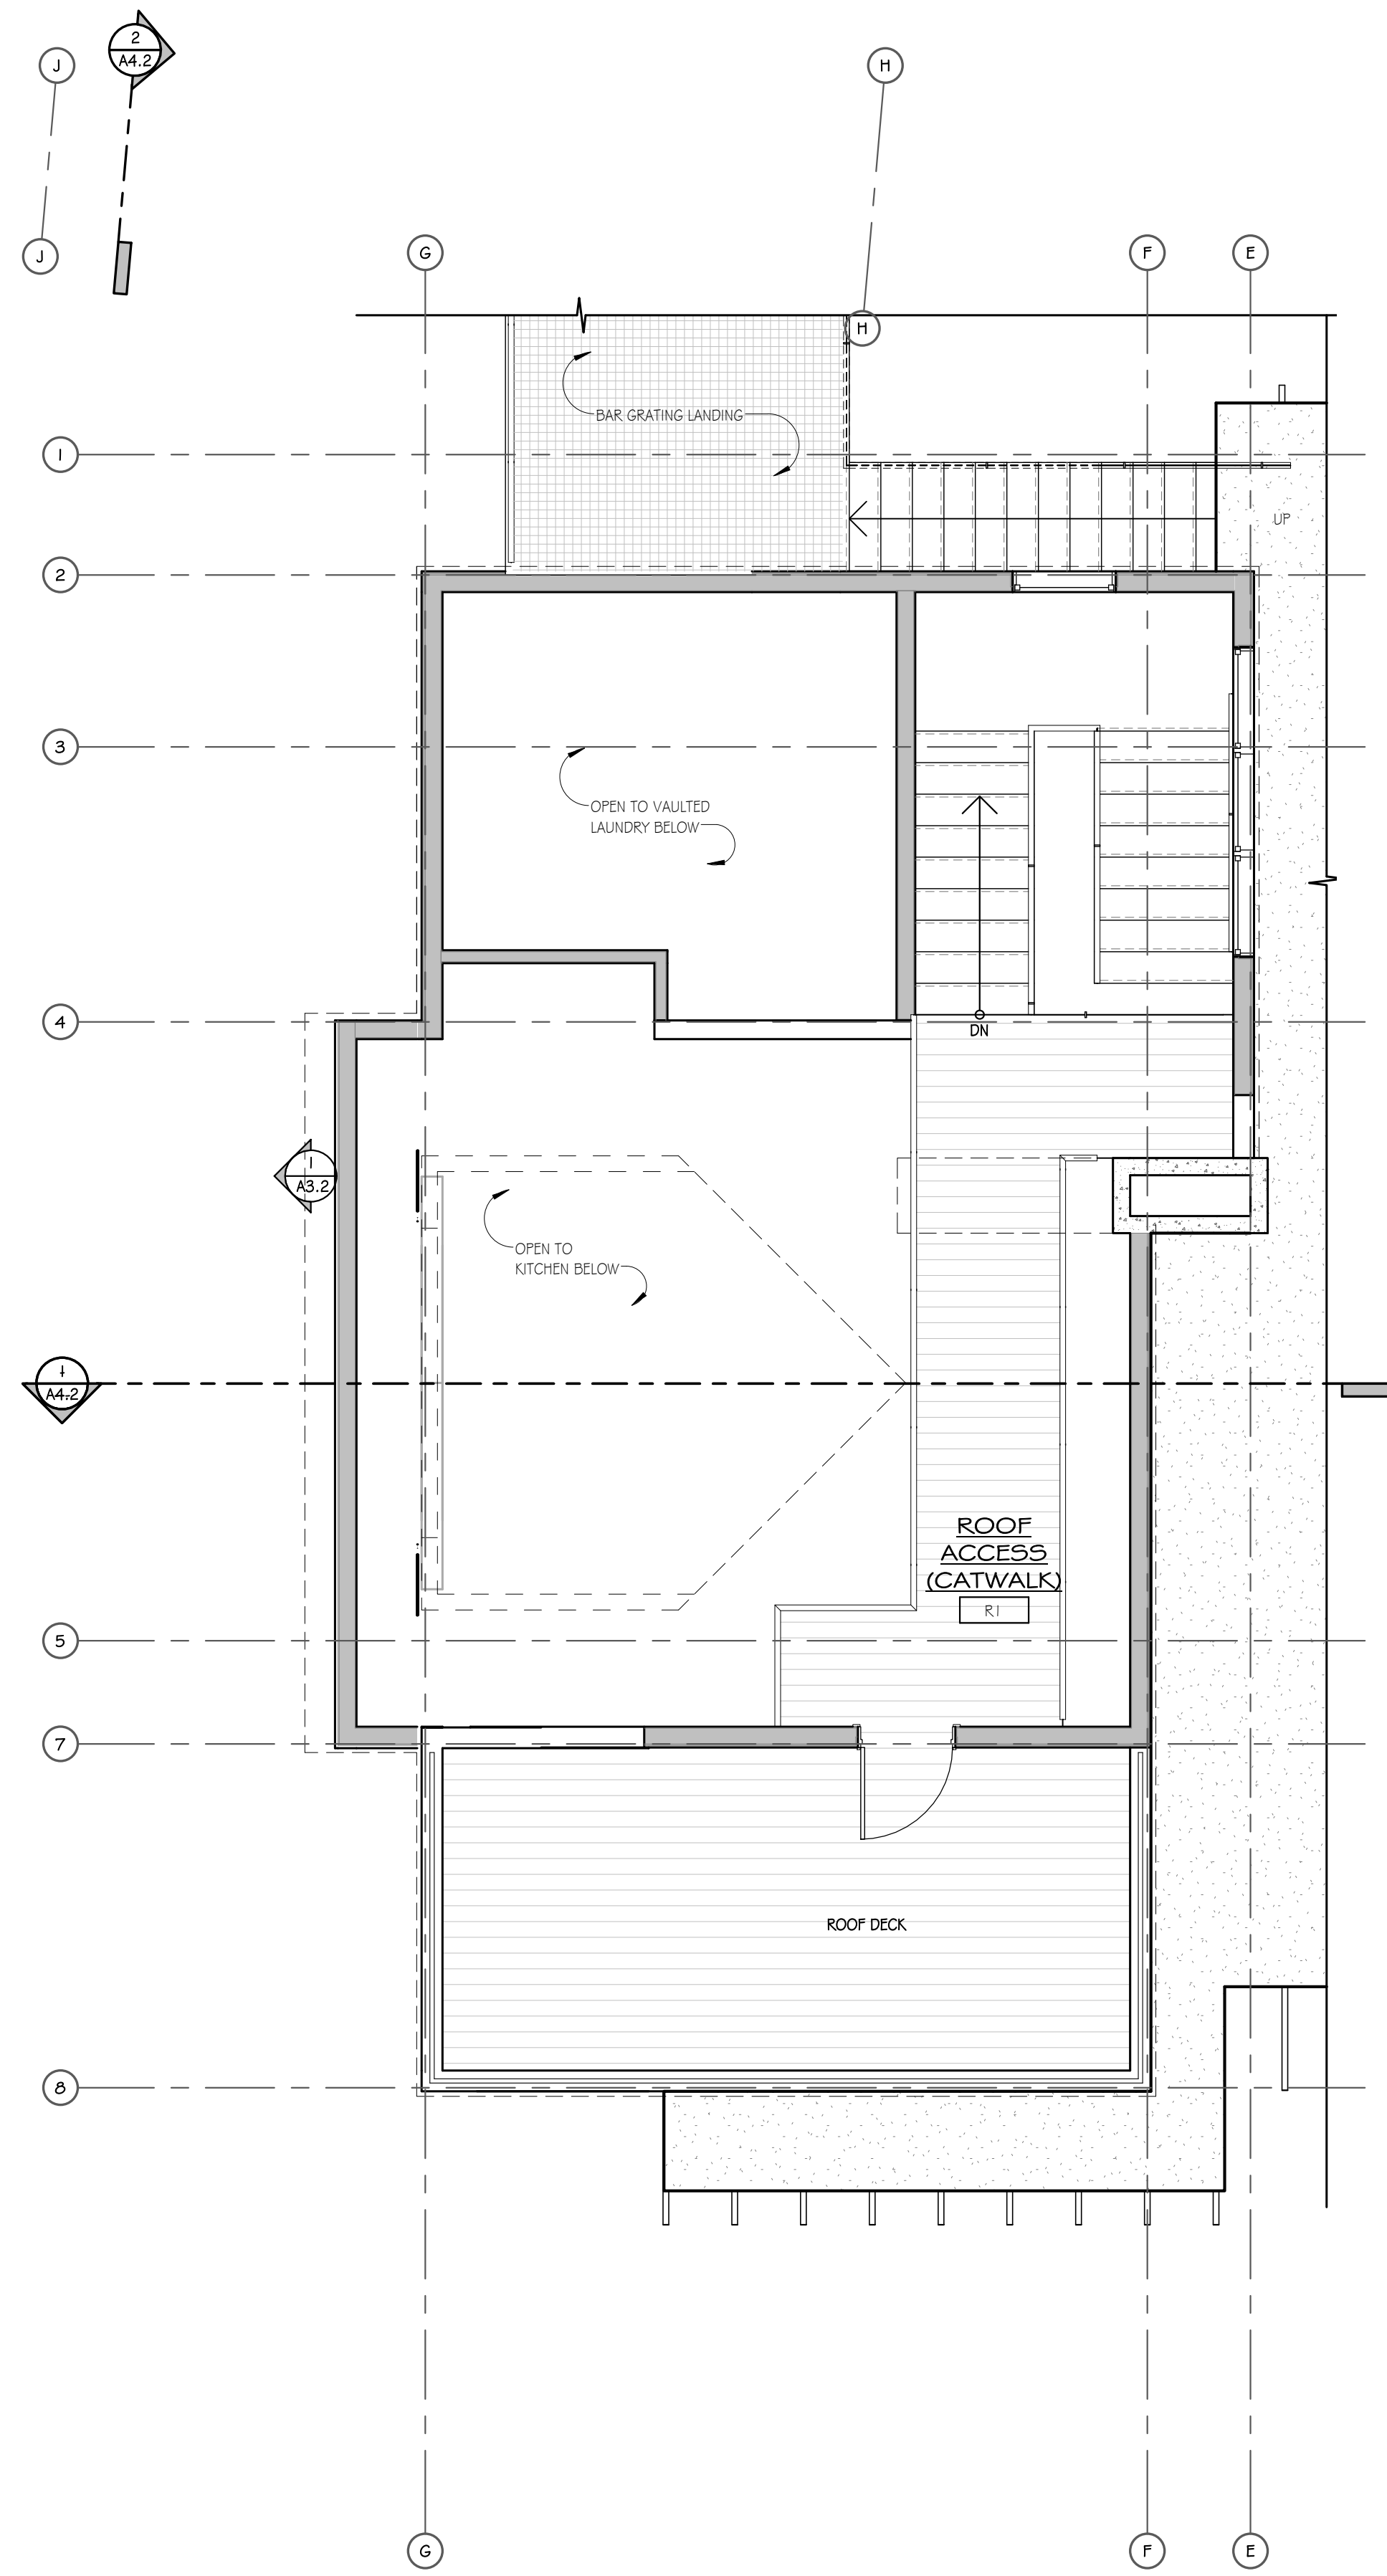 2
A4.2
J
H
J
G
F
E
H
BAR GRATING LANDING
1
UP
2
3
OPEN TO VAULTED
LAUNDRY BELOW
4
DN
1
A3.2
OPEN TO
KITCHEN BELOW
1
A4.2
ROOF
ACCESS
(CATWALK)
R1
5
7
ROOF DECK
8
G
F
E